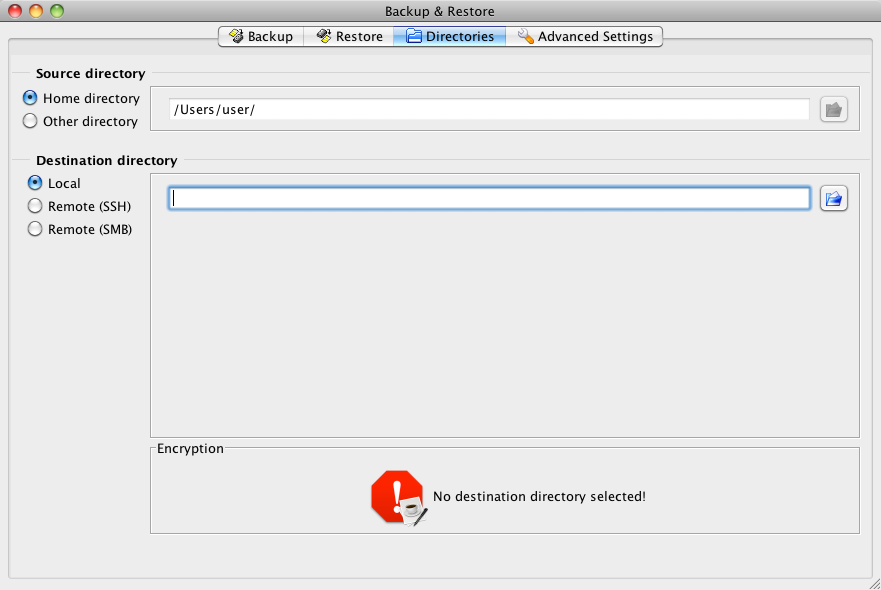 Backup & Restore
Backup Restore Directories Advanced Settings
Source directory
Home directory
/Users/user/
Other directory
Destination directory
Local
Remote (SSH)
Remote (SMB)
Encryption
No destination directory selected!